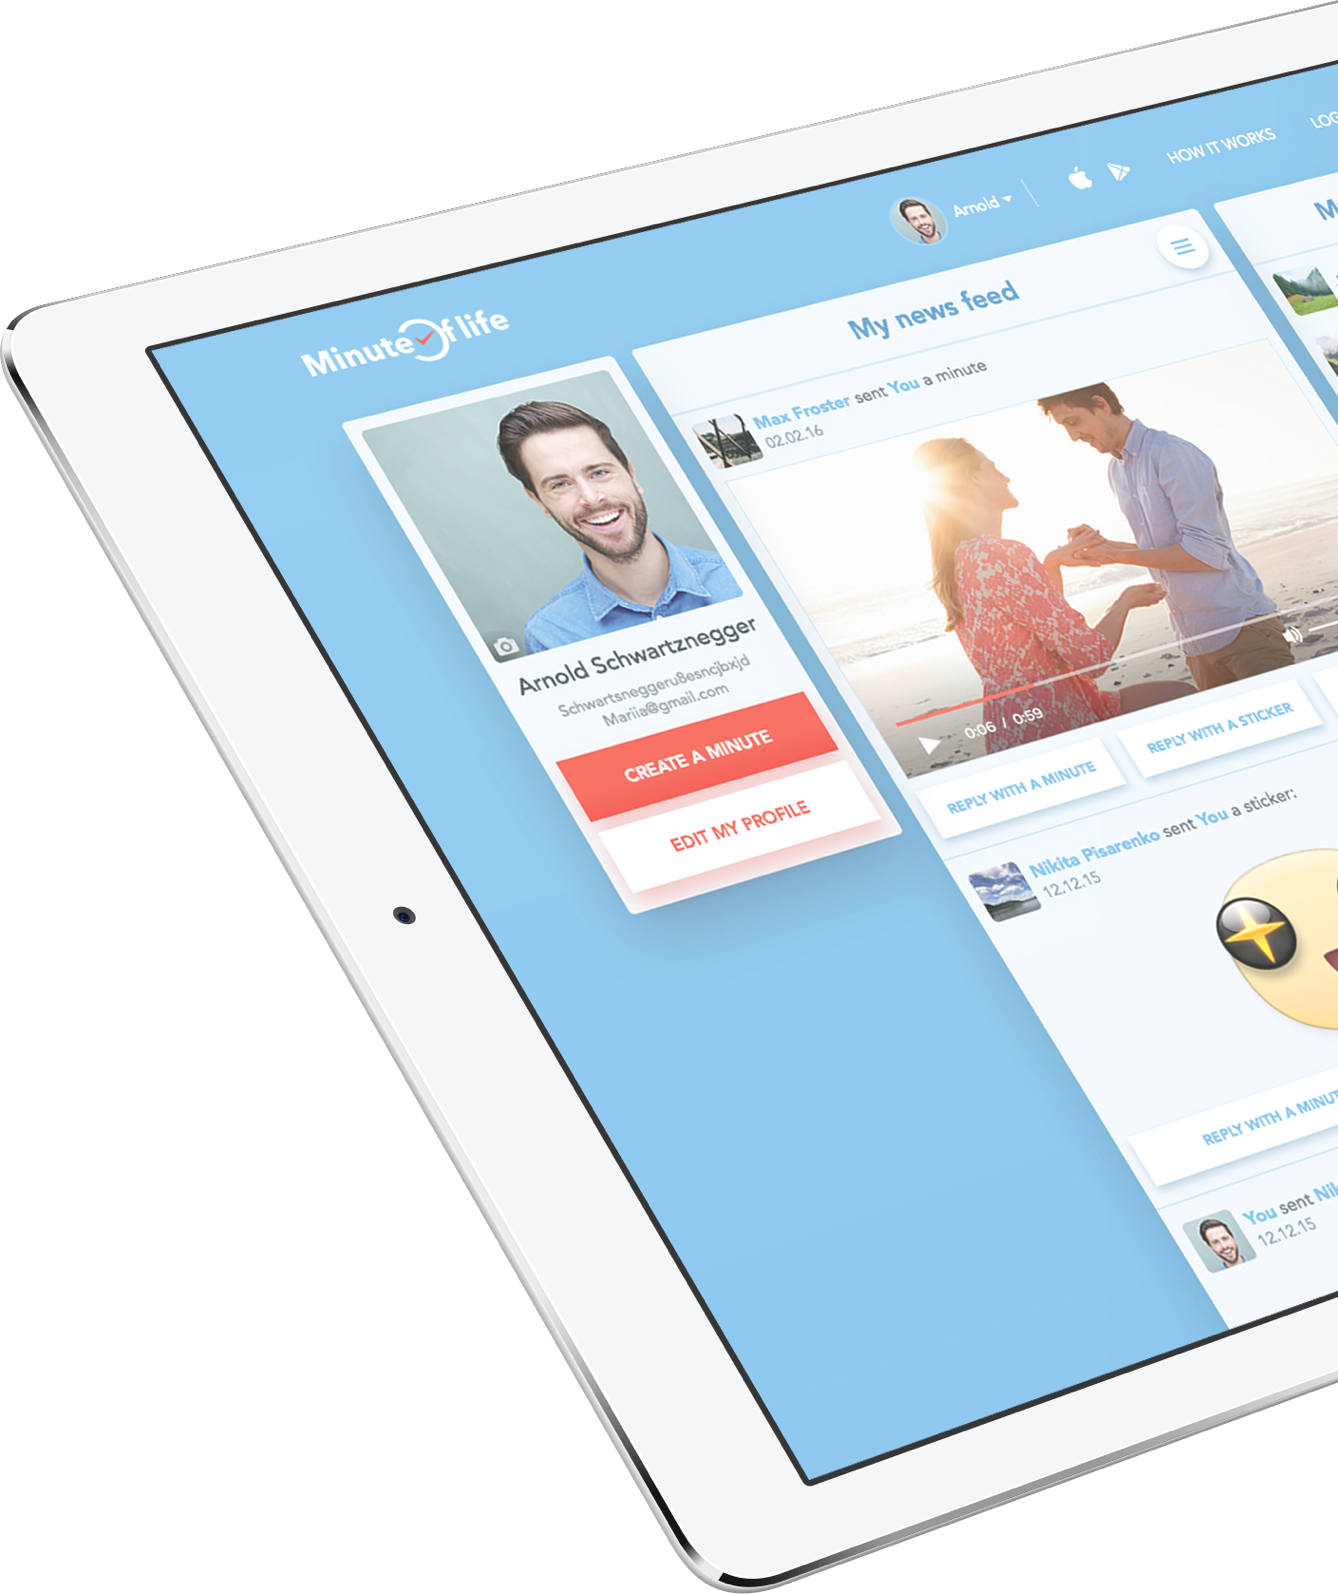 HOW IT WORKS
Arnold
Minute Of life
My news feed
Max Froster sent You a minute
02.02.16
0:06 / 0:59
REPLY WITH A MINUTE
REPLY WITH A STICKER
Arnold Schwartznegger
Schwartsneggeru8esncjbxjd
Mariia@gmail.com
CREATE A MINUTE
EDIT MY PROFILE
Nikita Pisarenko sent You a sticker:
12.12.15
REPLY WITH A MINUT
You sent Nik
12.12.15